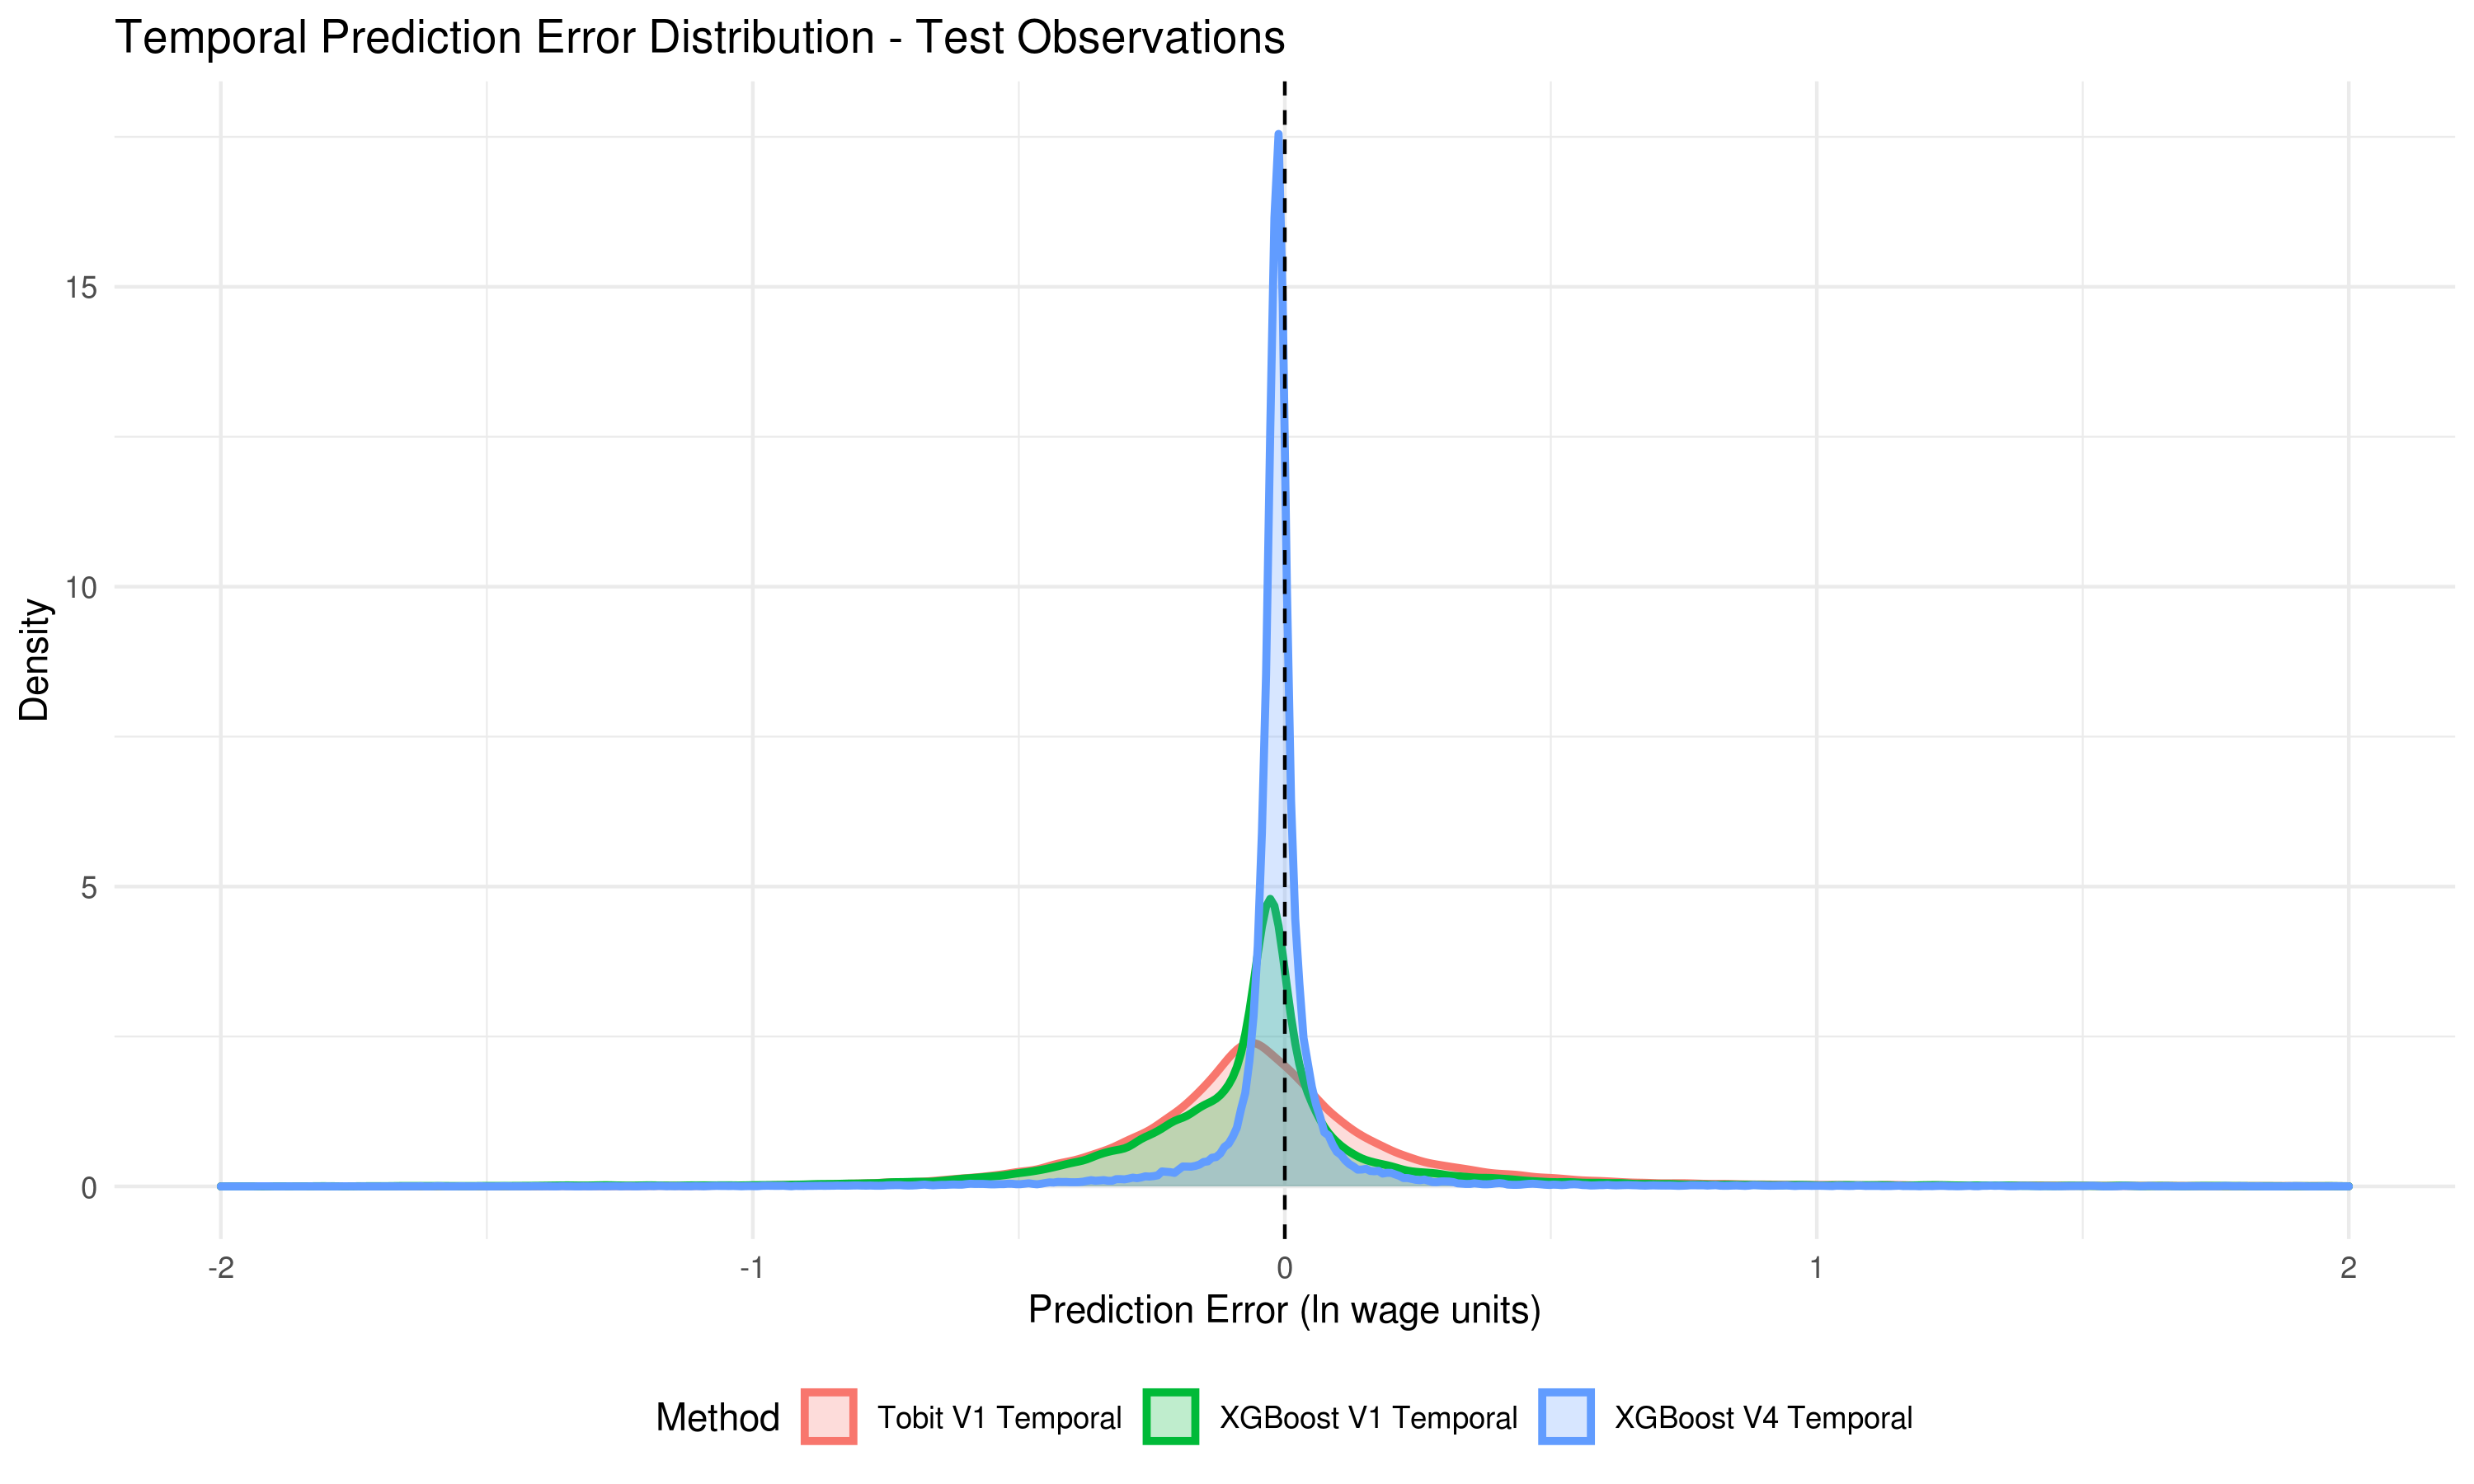 Temporal Prediction Error Distribution - Test Observations
Density
15
10
5
0
-2 -1 0 1 2
Prediction Error (ln wage units)
Method Tobit V1 Temporal XGBoost V1 Temporal XGBoost V4 Temporal